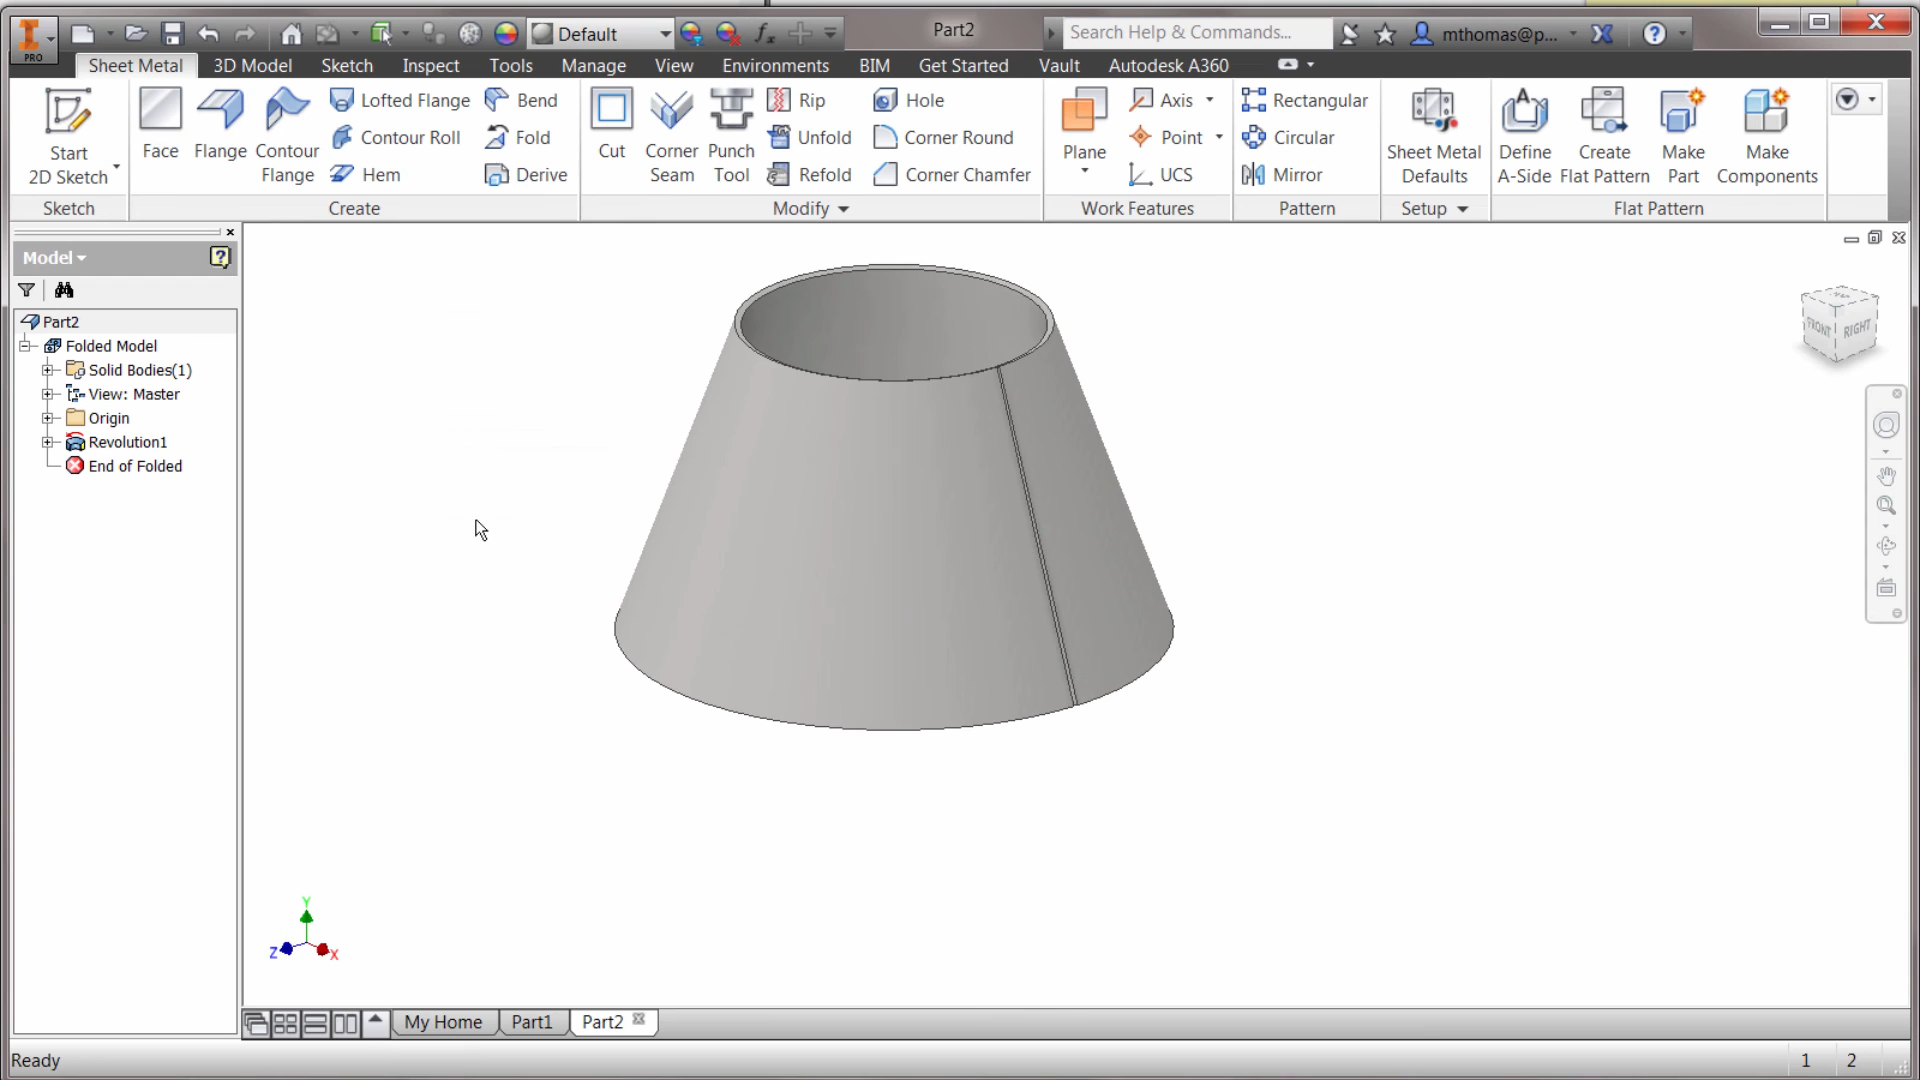 Default
Part2
Search Help & Commands...
mthomas@p...
PRO
Sheet Metal
3D Model
Sketch
Inspect
Tools
Manage
View
Environments
BIM
Get Started
Vault
Autodesk A360
Start
2D Sketch
Face
Flange
Contour
Flange
Lofted Flange
Contour Roll
Hem
Bend
Fold
Derive
Cut
Corner
Seam
Punch
Tool
Rip
Unfold
Refold
Hole
Corner Round
Corner Chamfer
Plane
Axis
Point
UCS
Rectangular
Circular
Mirror
Sheet Metal
Defaults
Define
A-Side
Create
Flat Pattern
Make
Part
Make
Components
Sketch
Create
Modify
Work Features
Pattern
Setup
Flat Pattern
Model
Part2
Folded Model
Solid Bodies(1)
View: Master
Origin
Revolution1
End of Folded
FRONT
RIGHT
Y
Z
X
My Home
Part1
Part2
Ready
1
2